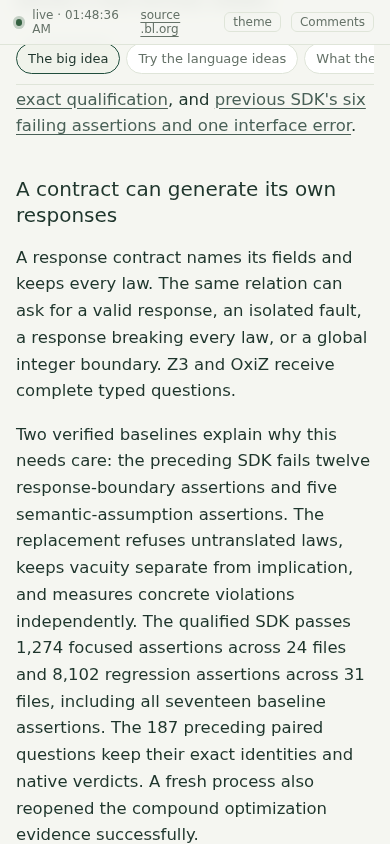 live · 01:48:36 AM
source.bl.org
theme
Comments
The big idea
Try the language ideas
What the
exact qualification, and previous SDK's six
failing assertions and one interface error.
A contract can generate its own
responses
A response contract names its fields and
keeps every law. The same relation can
ask for a valid response, an isolated fault,
a response breaking every law, or a global
integer boundary. Z3 and OxiZ receive
complete typed questions.
Two verified baselines explain why this
needs care: the preceding SDK fails twelve
response-boundary assertions and five
semantic-assumption assertions. The
replacement refuses untranslated laws,
keeps vacuity separate from implication,
and measures concrete violations
independently. The qualified SDK passes
1,274 focused assertions across 24 files
and 8,102 regression assertions across 31
files, including all seventeen baseline
assertions. The 187 preceding paired
questions keep their exact identities and
native verdicts. A fresh process also
reopened the compound optimization
evidence successfully.